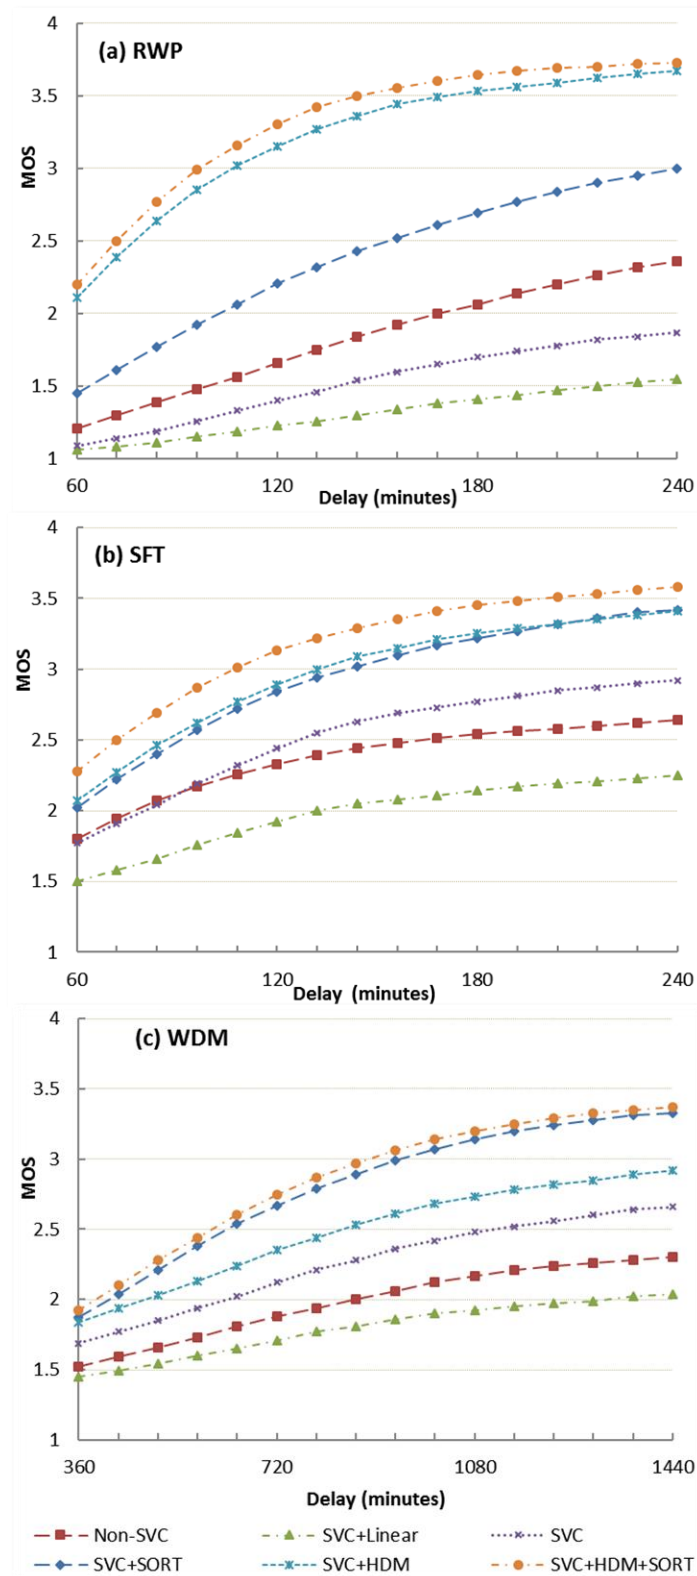 4
(a) RWP
3.5
3
MOS
2.5
2
1.5
1
60 120 180 240
Delay (minutes)
4
(b) SFT
3.5
3
MOS
2.5
2
1.5
1
60 120 180 240
Delay (minutes)
4
(c) WDM
3.5
3
MOS
2.5
2
1.5
1
360 720 1080 1440
Delay (minutes)
Non-SVC SVC+Linear SVC
SVC+SORT SVC+HDM SVC+HDM+SORT